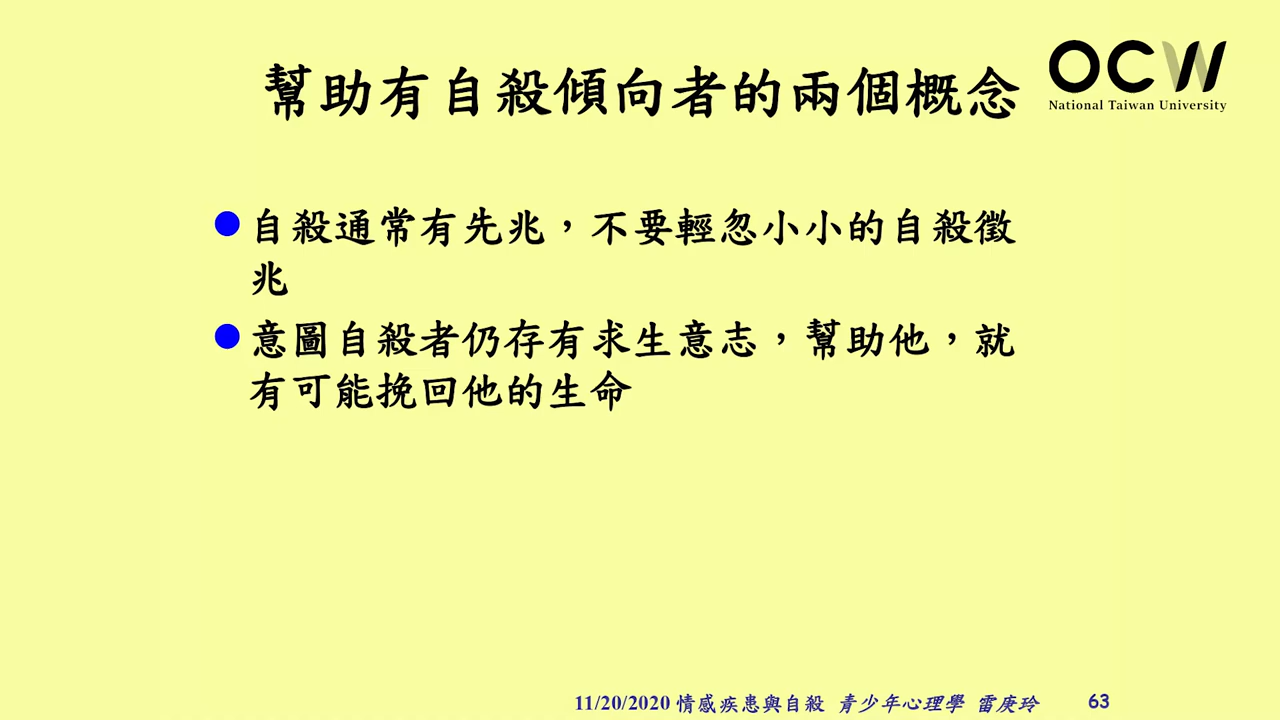 幫助有自殺傾向者的兩個概念
OCW
National Taiwan University
自殺通常有先兆，不要輕忽小小的自殺徵
兆
意圖自殺者仍存有求生意志，幫助他，就
有可能挽回他的生命
11/20/2020 情感疾患與自殺 青少年心理學 雷庚玲 63